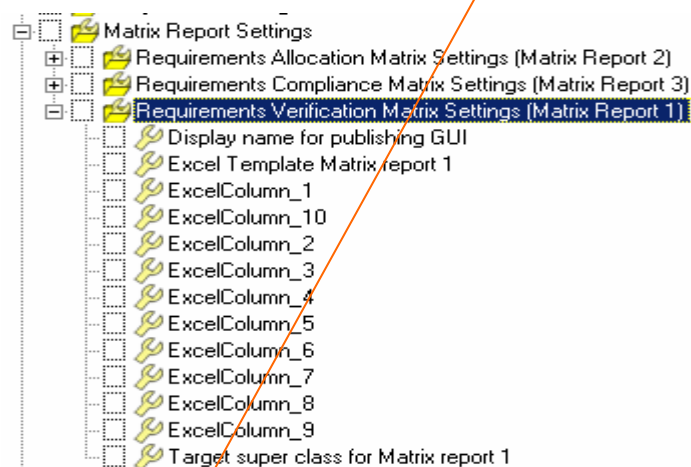 Matrix Report Settings
Requirements Allocation Matrix Settings (Matrix Report 2)
Requirements Compliance Matrix Settings (Matrix Report 3)
Requirements Verification Matrix Settings (Matrix Report 1)
Display name for publishing GUI
Excel Template Matrix report 1
ExcelColumn_1
ExcelColumn_10
ExcelColumn_2
ExcelColumn_3
ExcelColumn_4
ExcelColumn_5
ExcelColumn_6
ExcelColumn_7
ExcelColumn_8
ExcelColumn_9
Target super class for Matrix report 1